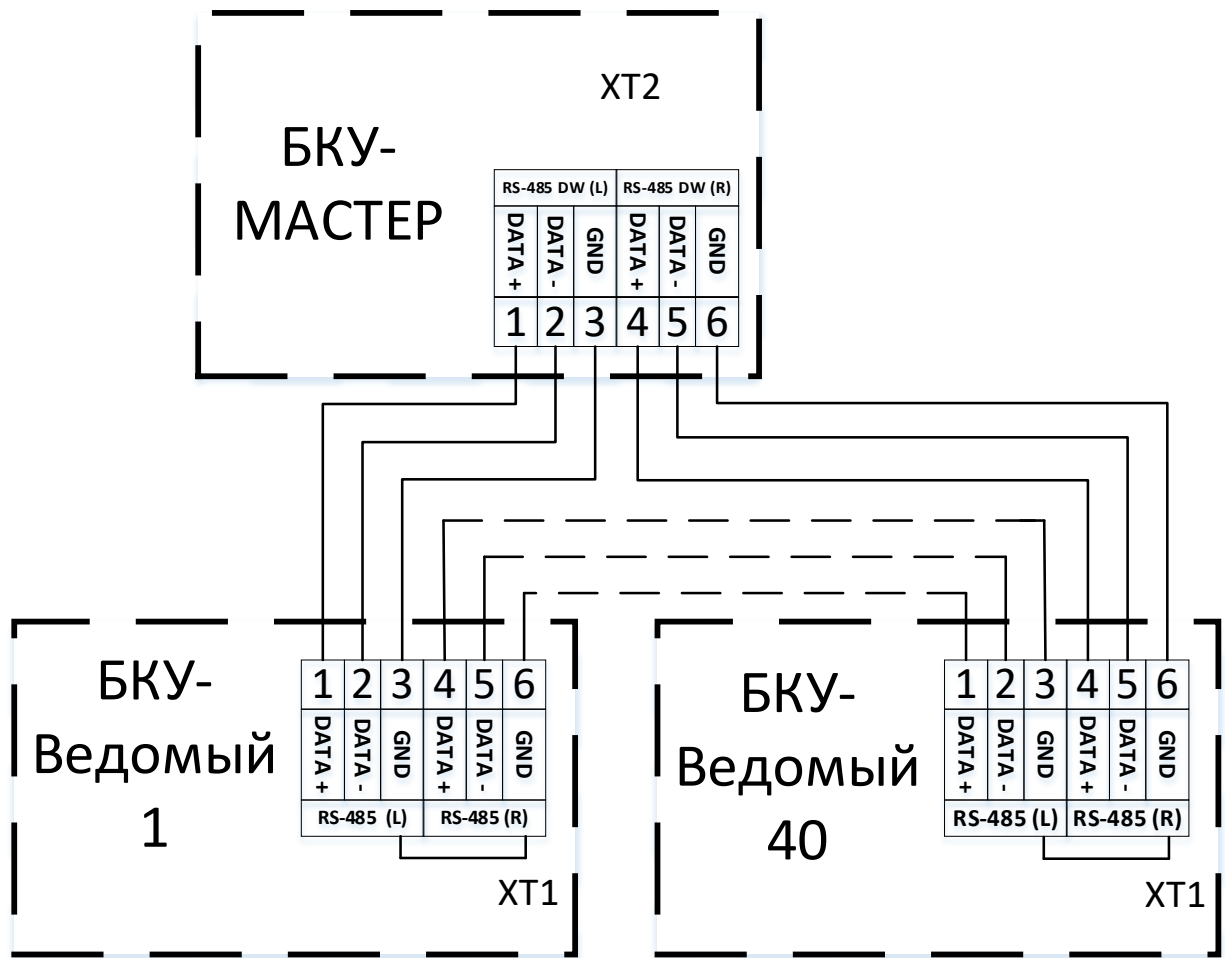 XT2
БКУ-
МАСТЕР
RS-485 DW (L) RS-485 DW (R)
DATA + DATA - GND DATA + DATA - GND
1 2 3 4 5 6
БКУ-
Ведомый
1
1 2 3 4 5 6
DATA + DATA - GND DATA + DATA - GND
RS-485 (L) RS-485 (R)
XT1
БКУ-
Ведомый
40
1 2 3 4 5 6
DATA + DATA - GND DATA + DATA - GND
RS-485 (L) RS-485 (R)
XT1